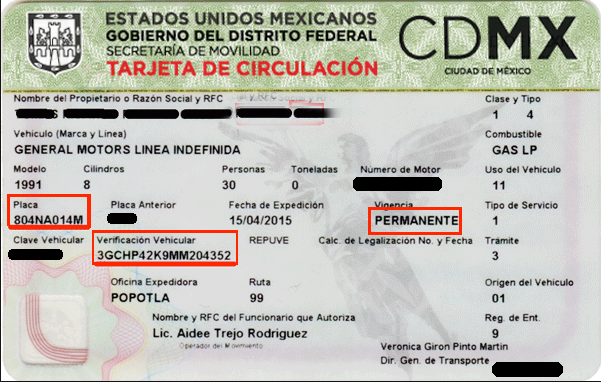 ESTADOS UNIDOS MEXICANOS
GOBIERNO DEL DISTRITO FEDERAL
SECRETARÍA DE MOVILIDAD
TARJETA DE CIRCULACIÓN
CDMX
CIUDAD DE MÉXICO
Nombre del Propietario o Razón Social y RFC
Clase y Tipo
1 4
Vehículo (Marca y Línea)
Combustible
GENERAL MOTORS LINEA INDEFINIDA
GAS LP
Modelo Cilindros Personas Toneladas Número de Motor Uso del Vehículo
1991 8 30 0 11
Placa Placa Anterior Fecha de Expedición Vigencia Tipo de Servicio
804NA014M 15/04/2015 PERMANENTE 1
Clave Vehicular Verificación Vehicular REPUVE Calc. de Legalización No. y Fecha Trámite
3GCHP42K9MM204352 3
Oficina Expedidora Ruta Origen del Vehículo
POPOTLA 99 01
Nombre y RFC del Funcionario que Autoriza Reg. de Ent.
Lic. Aidee Trejo Rodriguez 9
Operador del Movimiento
Veronica Giron Pinto Martin
Dir. Gen. de Transporte